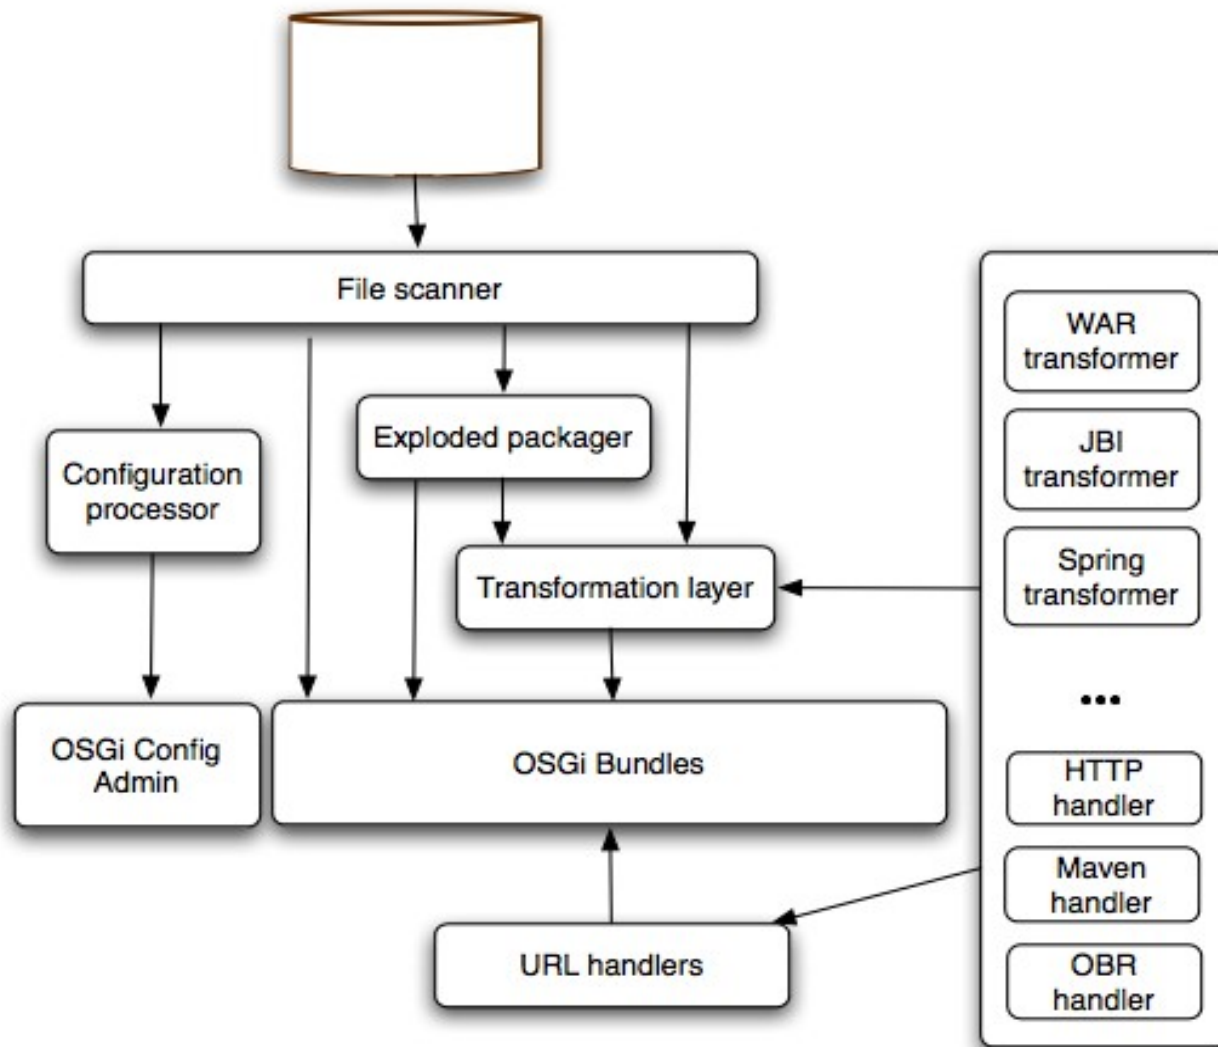 File scanner
Exploded packager
Configuration
processor
Transformation layer
OSGi Config
Admin
OSGi Bundles
URL handlers
WAR
transformer
JBI
transformer
Spring
transformer
...
HTTP
handler
Maven
handler
OBR
handler